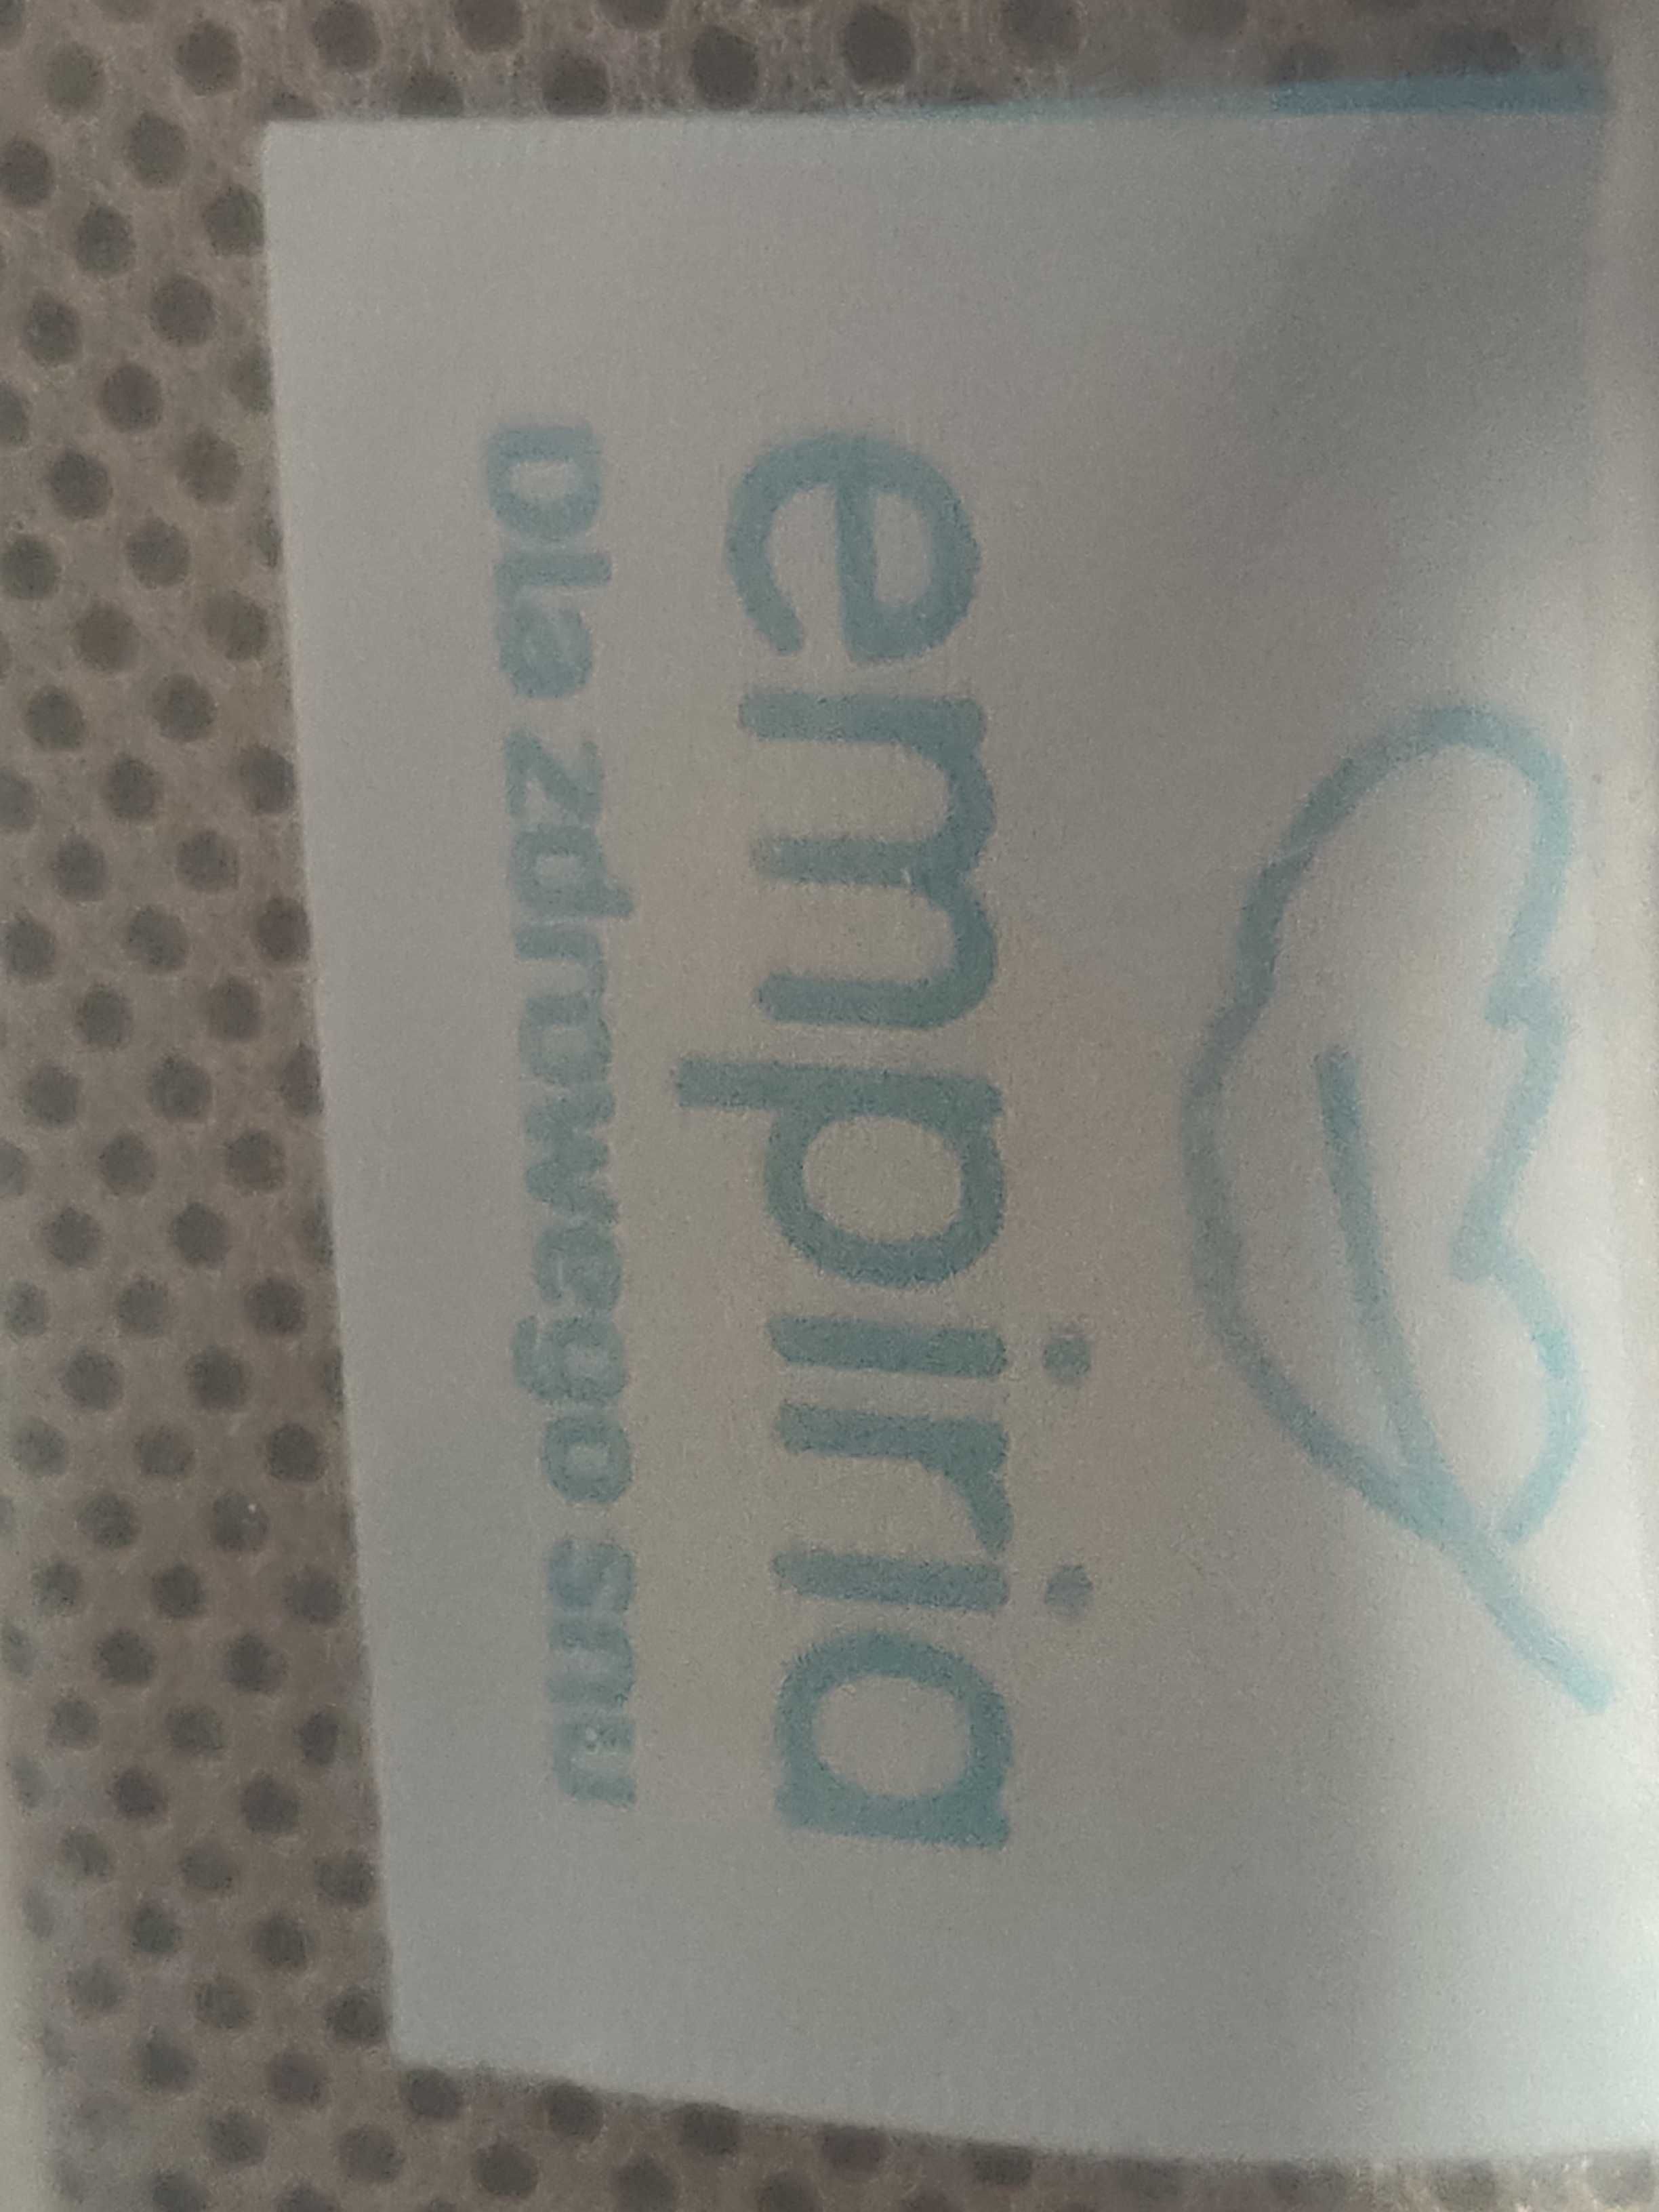 empiria
Dla zdrowego snu